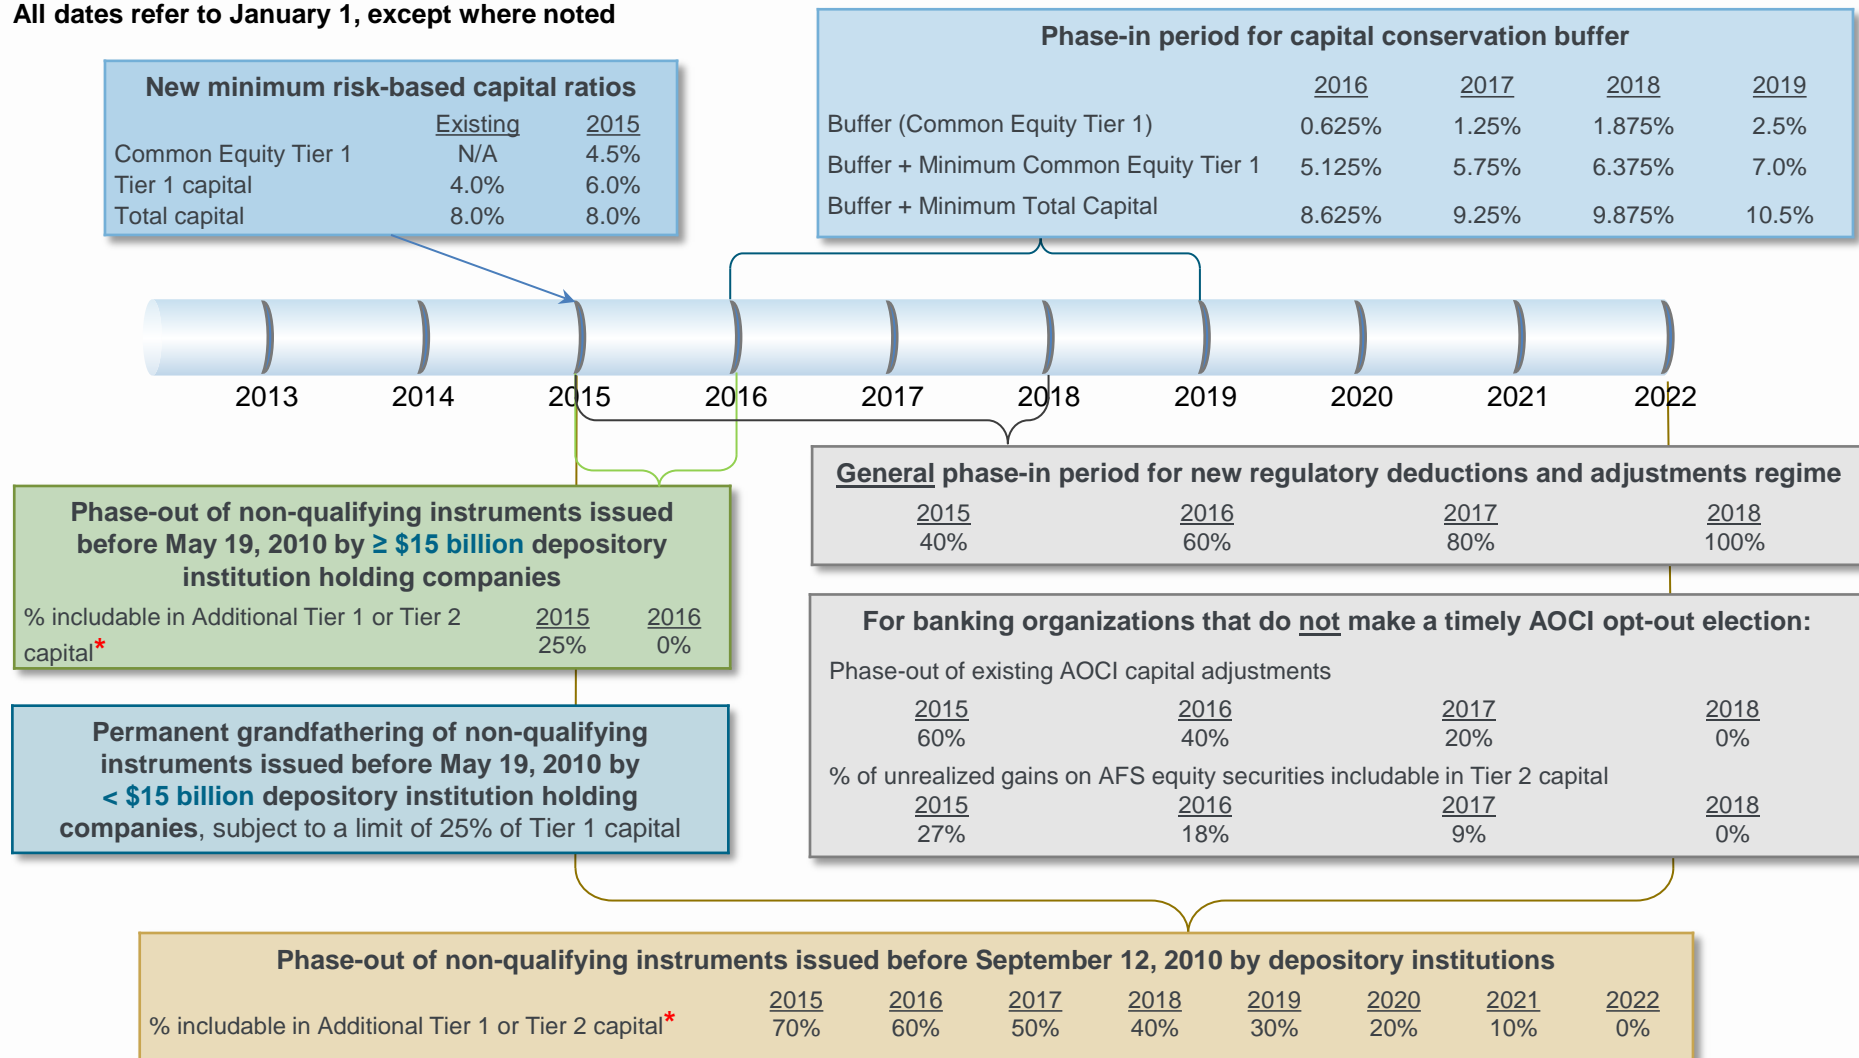 All dates refer to January 1, except where noted
New minimum risk-based capital ratios
Existing 2015
Common Equity Tier 1 N/A 4.5%
Tier 1 capital 4.0% 6.0%
Total capital 8.0% 8.0%
Phase-in period for capital conservation buffer
2016 2017 2018 2019
Buffer (Common Equity Tier 1) 0.625% 1.25% 1.875% 2.5%
Buffer + Minimum Common Equity Tier 1 5.125% 5.75% 6.375% 7.0%
Buffer + Minimum Total Capital 8.625% 9.25% 9.875% 10.5%
2013 2014 2015 2016 2017 2018 2019 2020 2021 2022
General phase-in period for new regulatory deductions and adjustments regime
2015 2016 2017 2018
40% 60% 80% 100%
Phase-out of non-qualifying instruments issued
before May 19, 2010 by ≥ $15 billion depository
institution holding companies
% includable in Additional Tier 1 or Tier 2 2015 2016
capital* 25% 0%
For banking organizations that do not make a timely AOCI opt-out election:
Phase-out of existing AOCI capital adjustments
2015 2016 2017 2018
60% 40% 20% 0%
% of unrealized gains on AFS equity securities includable in Tier 2 capital
2015 2016 2017 2018
27% 18% 9% 0%
Permanent grandfathering of non-qualifying
instruments issued before May 19, 2010 by
< $15 billion depository institution holding
companies, subject to a limit of 25% of Tier 1 capital
Phase-out of non-qualifying instruments issued before September 12, 2010 by depository institutions
2015 2016 2017 2018 2019 2020 2021 2022
% includable in Additional Tier 1 or Tier 2 capital* 70% 60% 50% 40% 30% 20% 10% 0%